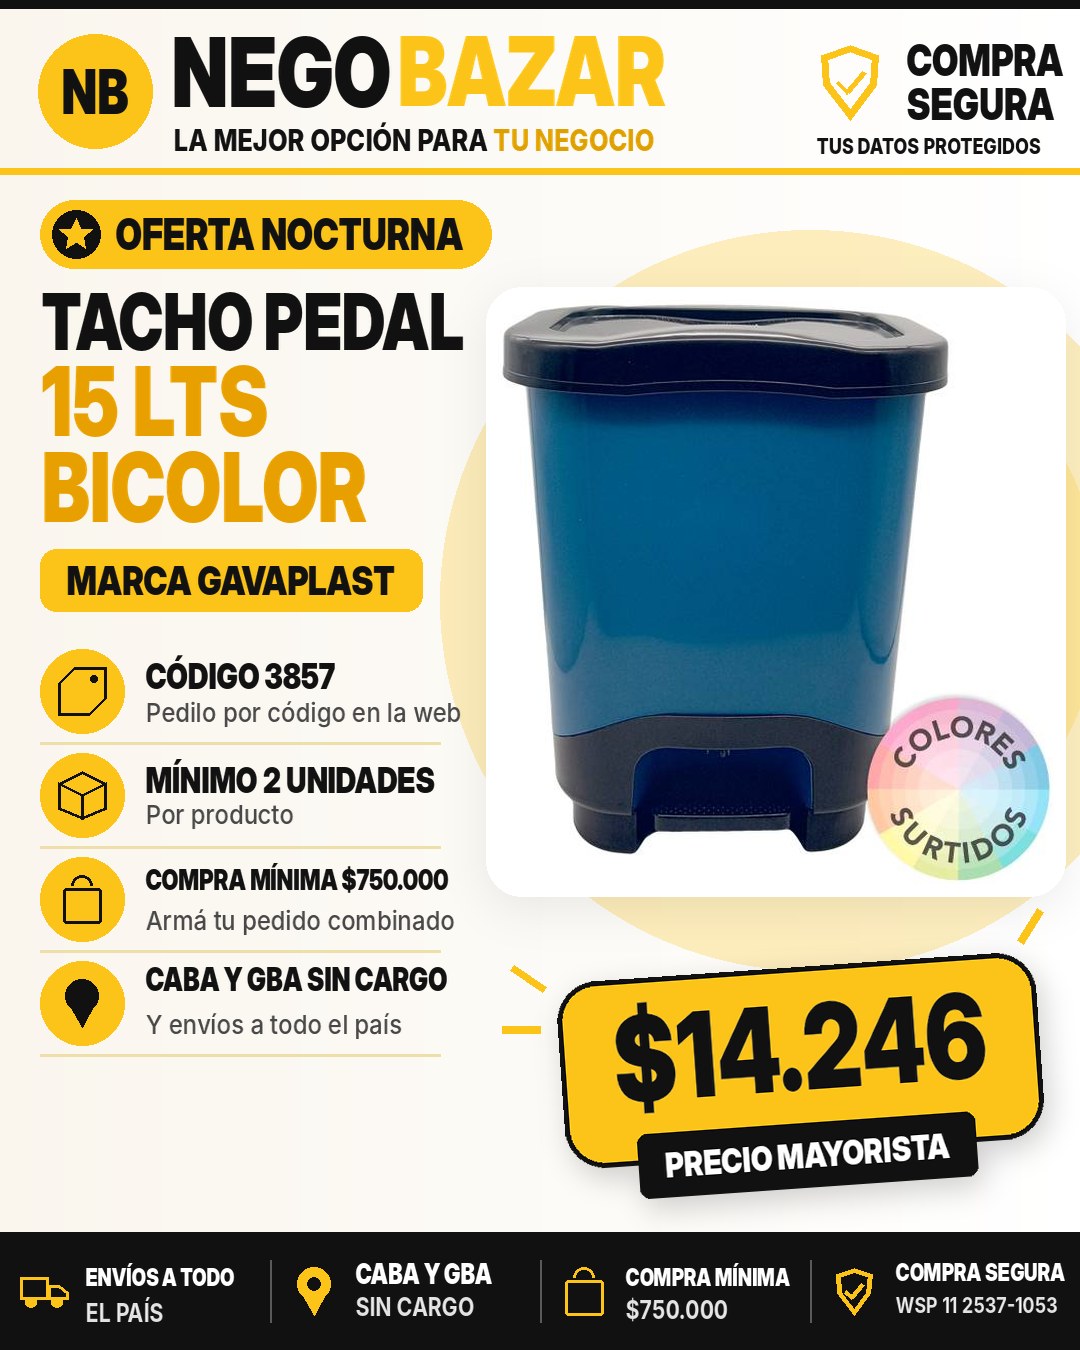 NB
NEGOBAZAR
LA MEJOR OPCIÓN PARA TU NEGOCIO
COMPRA
SEGURA
TUS DATOS PROTEGIDOS
OFERTA NOCTURNA
TACHO PEDAL
15 LTS
BICOLOR
MARCA GAVAPLAST
CÓDIGO 3857
Pedilo por código en la web
MÍNIMO 2 UNIDADES
Por producto
COMPRA MÍNIMA $750.000
Armá tu pedido combinado
CABA Y GBA SIN CARGO
Y envíos a todo el país
COLORES
SURTIDOS
$14.246
PRECIO MAYORISTA
ENVÍOS A TODO
EL PAÍS
CABA Y GBA
SIN CARGO
COMPRA MÍNIMA
$750.000
COMPRA SEGURA
WSP 11 2537-1053